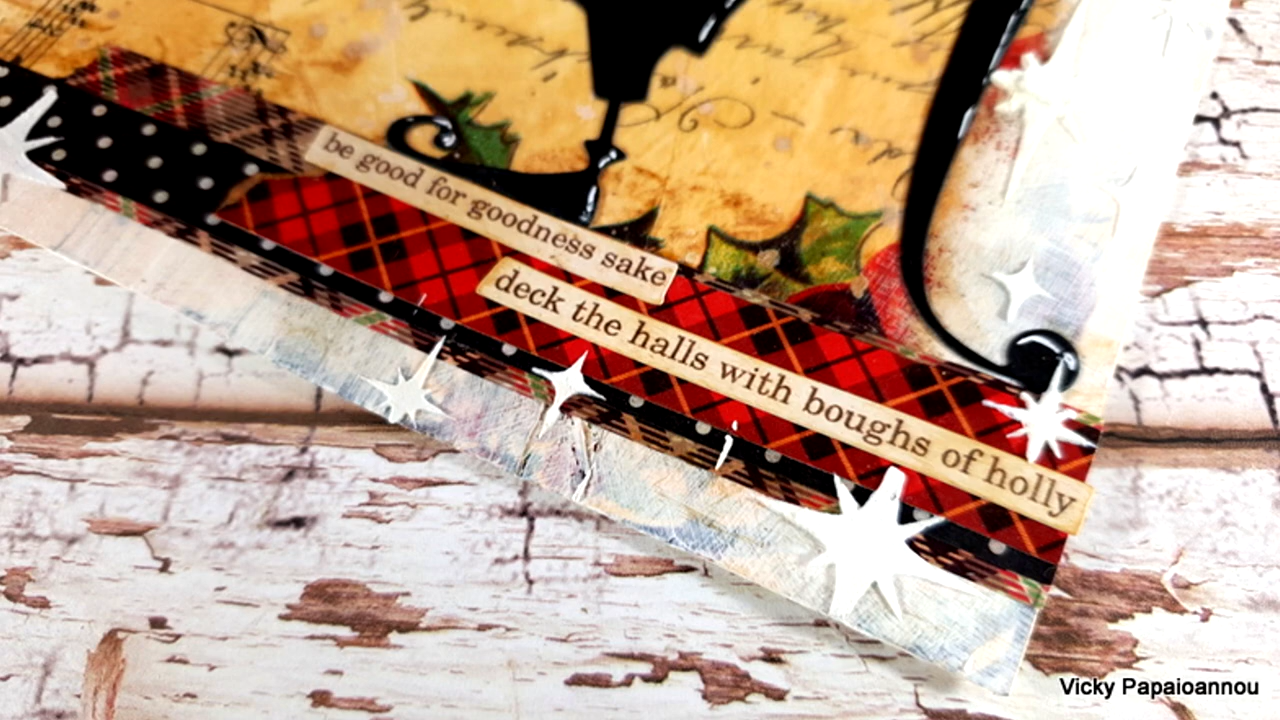 be good for goodness sake
deck the halls with boughs of holly
Vicky Papaioannou